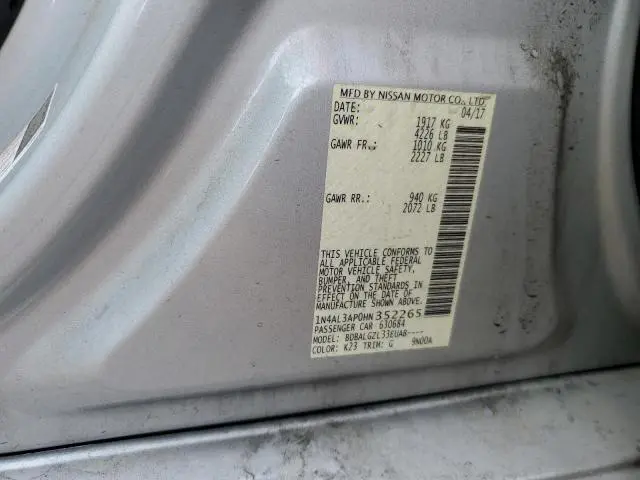 MFD BY NISSAN MOTOR CO., LTD.
DATE: 04/17
GVWR: 1917 KG
4226 LB
GAWR FR.: 1010 KG
2227 LB
GAWR RR.: 940 KG
2072 LB
THIS VEHICLE CONFORMS TO
ALL APPLICABLE FEDERAL
MOTOR VEHICLE SAFETY,
BUMPER, AND THEFT
PREVENTION STANDARDS IN
EFFECT ON THE DATE OF
MANUFACTURE SHOWN ABOVE.
1N4AL3AP0HN352265
PASSENGER CAR 630684
MODEL: BDBALGZL33EUAB----
COLOR: K23 TRIM: G 9N00A